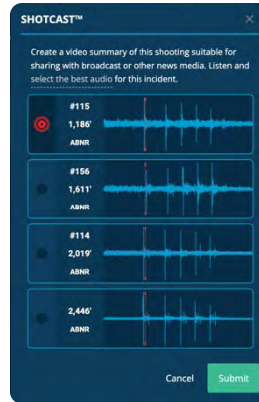 SHOTCAST™ ×
Create a video summary of this shooting suitable for
sharing with broadcast or other news media. Listen and
select the best audio for this incident.
#115
1,186'
ABNR
#156
1,611'
ABNR
#114
2,019'
ABNR
2,446'
ABNR
Cancel Submit